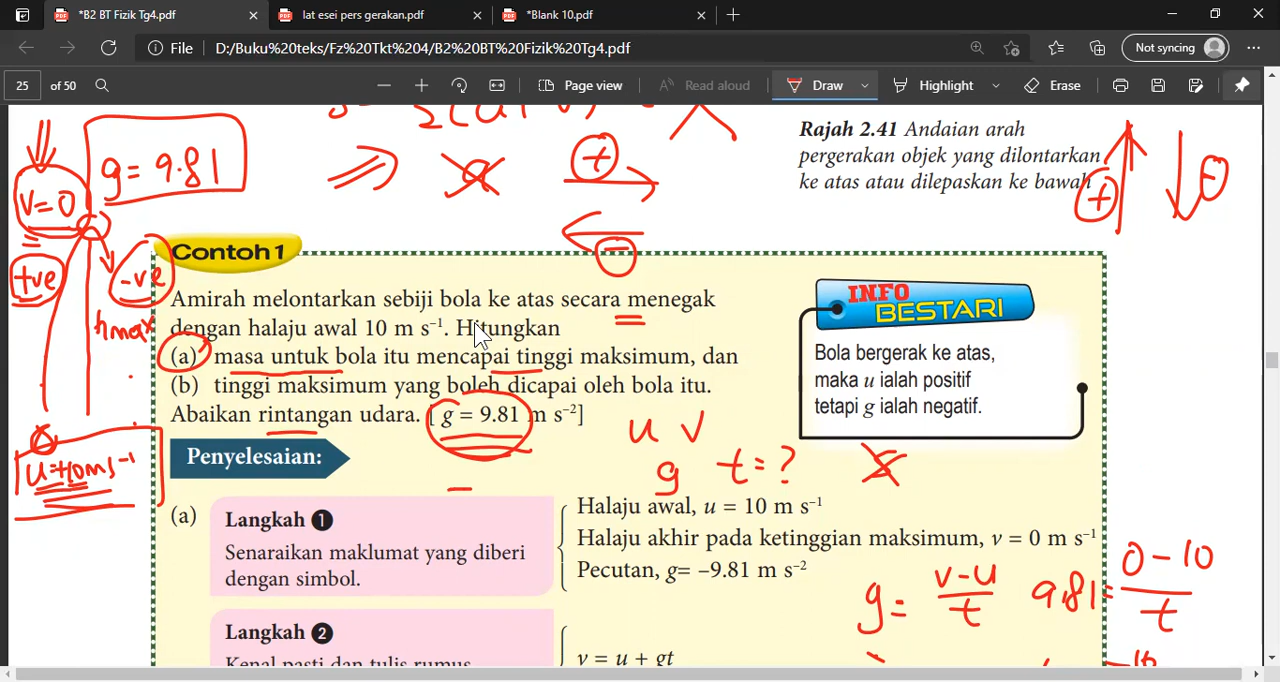 *B2 BT Fizik Tg4.pdf
lat esei pers gerakan.pdf
*Blank 10.pdf
File D:/Buku%20teks/Fz%20Tkt%204/B2%20BT%20Fizik%20Tg4.pdf
Not syncing
25 of 50
Page view
Read aloud
Draw
Highlight
Erase
g = 9.81
v=0
+ve
-ve
hmax
u=+10ms⁻¹
+
−
Rajah 2.41 Andaian arah
pergerakan objek yang dilontarkan
ke atas atau dilepaskan ke bawah
+
−
Contoh 1
Amirah melontarkan sebiji bola ke atas secara menegak
dengan halaju awal 10 m s⁻¹. Hitungkan
(a) masa untuk bola itu mencapai tinggi maksimum, dan
(b) tinggi maksimum yang boleh dicapai oleh bola itu.
Abaikan rintangan udara. [ g = 9.81 m s⁻²]
INFO
BESTARI
Bola bergerak ke atas,
maka u ialah positif
tetapi g ialah negatif.
u v
g t = ?
Penyelesaian:
(a)
Langkah 1
Senaraikan maklumat yang diberi
dengan simbol.
Halaju awal, u = 10 m s⁻¹
Halaju akhir pada ketinggian maksimum, v = 0 m s⁻¹
Pecutan, g= –9.81 m s⁻²
g = v-u/t
9.81 = 0-10/t
Langkah 2
Kenal pasti dan tulis rumus
v = u + gt